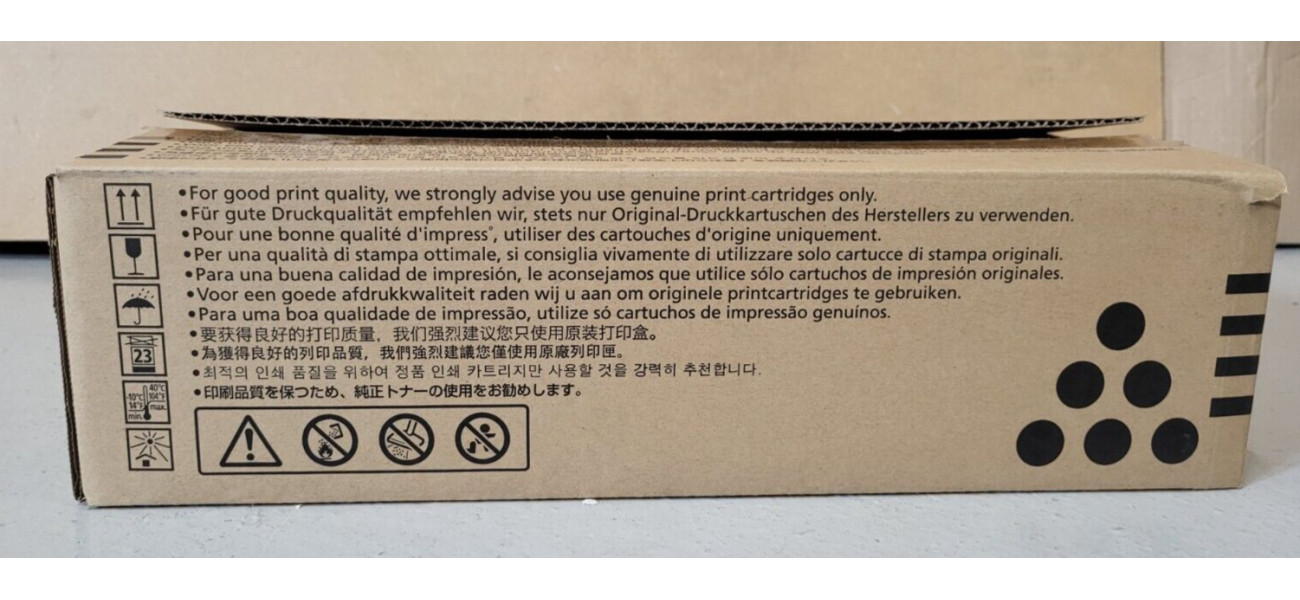 •For good print quality, we strongly advise you use genuine print cartridges only.
•Für gute Druckqualität empfehlen wir, stets nur Original-Druckkartuschen des Herstellers zu verwenden.
•Pour une bonne qualité d'impress°, utiliser des cartouches d'origine uniquement.
•Per una qualità di stampa ottimale, si consiglia vivamente di utilizzare solo cartucce di stampa originali.
•Para una buena calidad de impresión, le aconsejamos que utilice sólo cartuchos de impresión originales.
•Voor een goede afdrukkwaliteit raden wij u aan om originele printcartridges te gebruiken.
•Para uma boa qualidade de impressão, utilize só cartuchos de impressão genuínos.
•要获得良好的打印质量，我们强烈建议您只使用原装打印盒。
•為獲得良好的列印品質，我們強烈建議您僅使用原廠列印匣。
•최적의 인쇄 품질을 위하여 정품 인쇄 카트리지만 사용할 것을 강력히 추천합니다.
•印刷品質を保つため、純正トナーの使用をお勧めします。
23
40°C
-10°C 104°F
14°F max.
min.